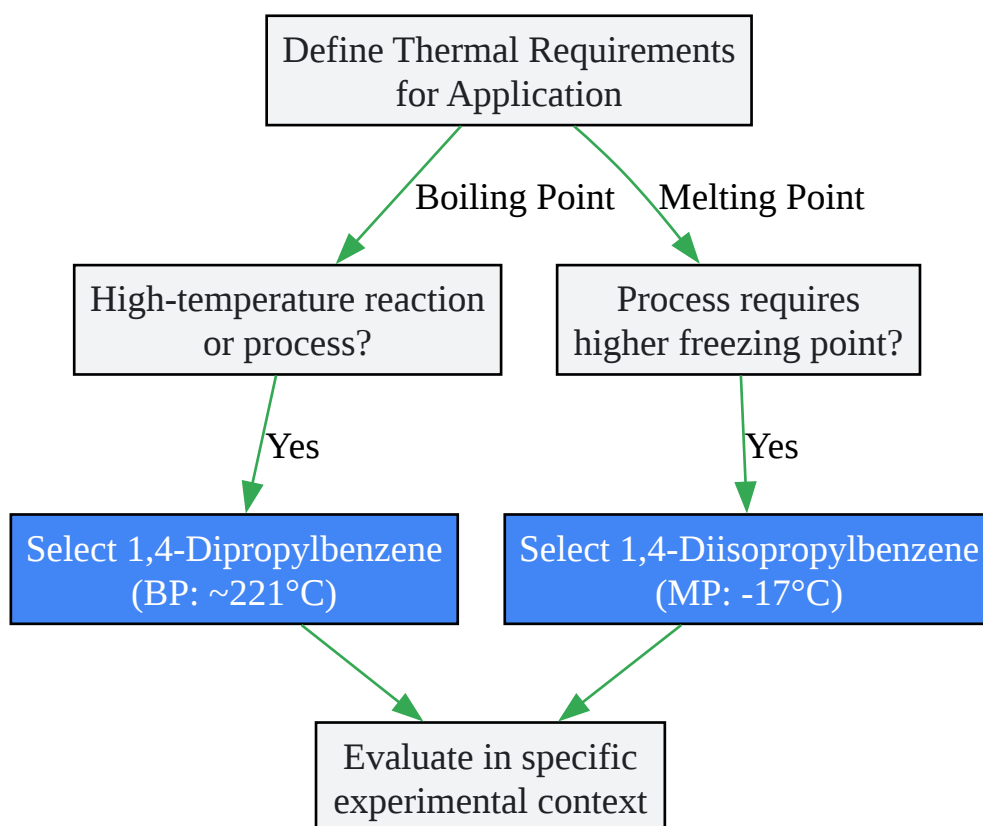 Define Thermal Requirements
for Application
Boiling Point
Melting Point
High-temperature reaction
or process?
Process requires
higher freezing point?
Yes
Yes
Select 1,4-Dipropylbenzene
(BP: ~221°C)
Select 1,4-Diisopropylbenzene
(MP: -17°C)
Evaluate in specific
experimental context